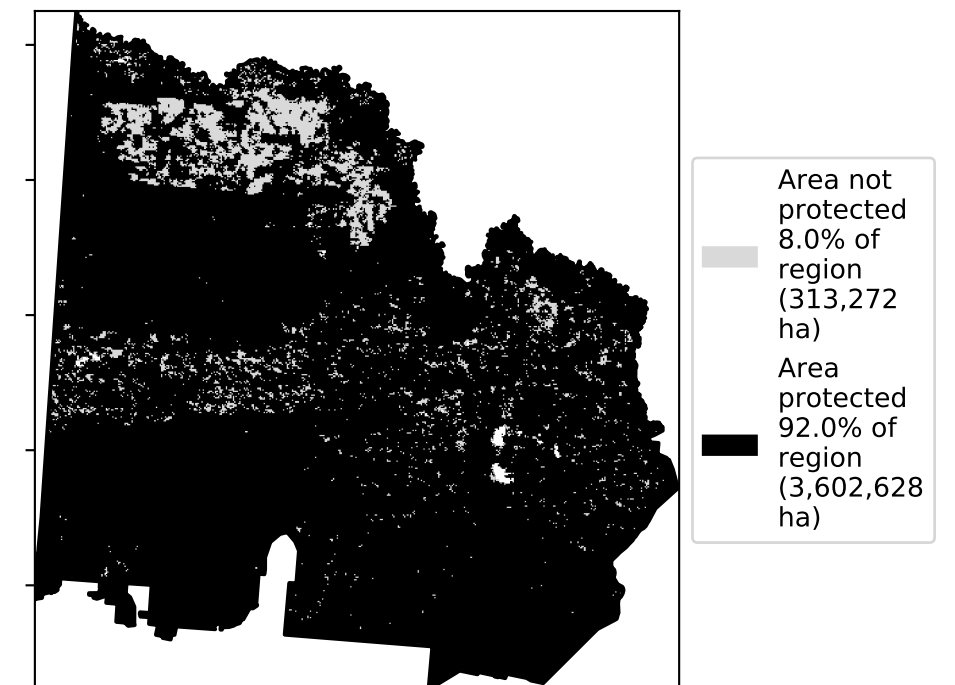 Area not
protected
8.0% of
region
(313,272
ha)
Area
protected
92.0% of
region
(3,602,628
ha)